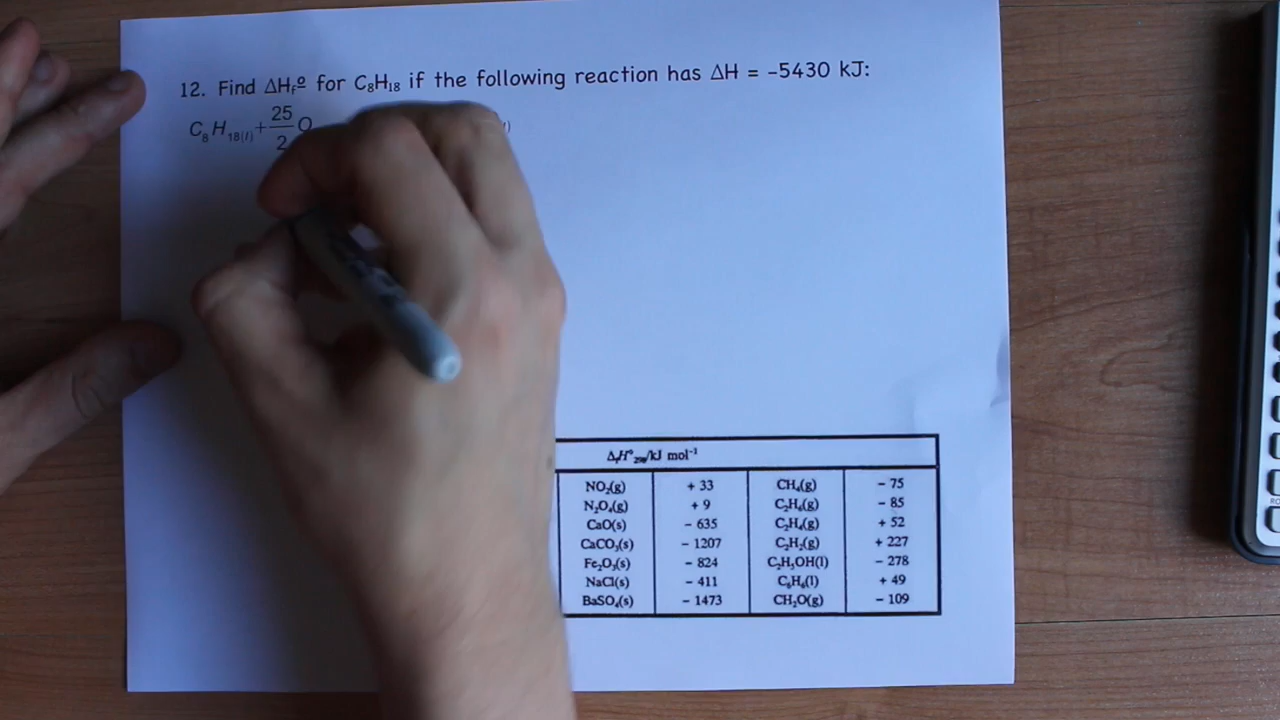 12. Find ΔHfº for C₈H₁₈ if the following reaction has ΔH = -5430 kJ:
C₈H₁₈(l) + 25/2 O
ΔfH°298/kJ mol⁻¹
NO₂(g) + 33 CH₄(g) - 75
N₂O₄(g) + 9 C₂H₆(g) - 85
CaO(s) - 635 C₂H₄(g) + 52
CaCO₃(s) - 1207 C₂H₂(g) + 227
Fe₂O₃(s) - 824 C₂H₅OH(l) - 278
NaCl(s) - 411 C₆H₆(l) + 49
BaSO₄(s) - 1473 CH₂O(g) - 109